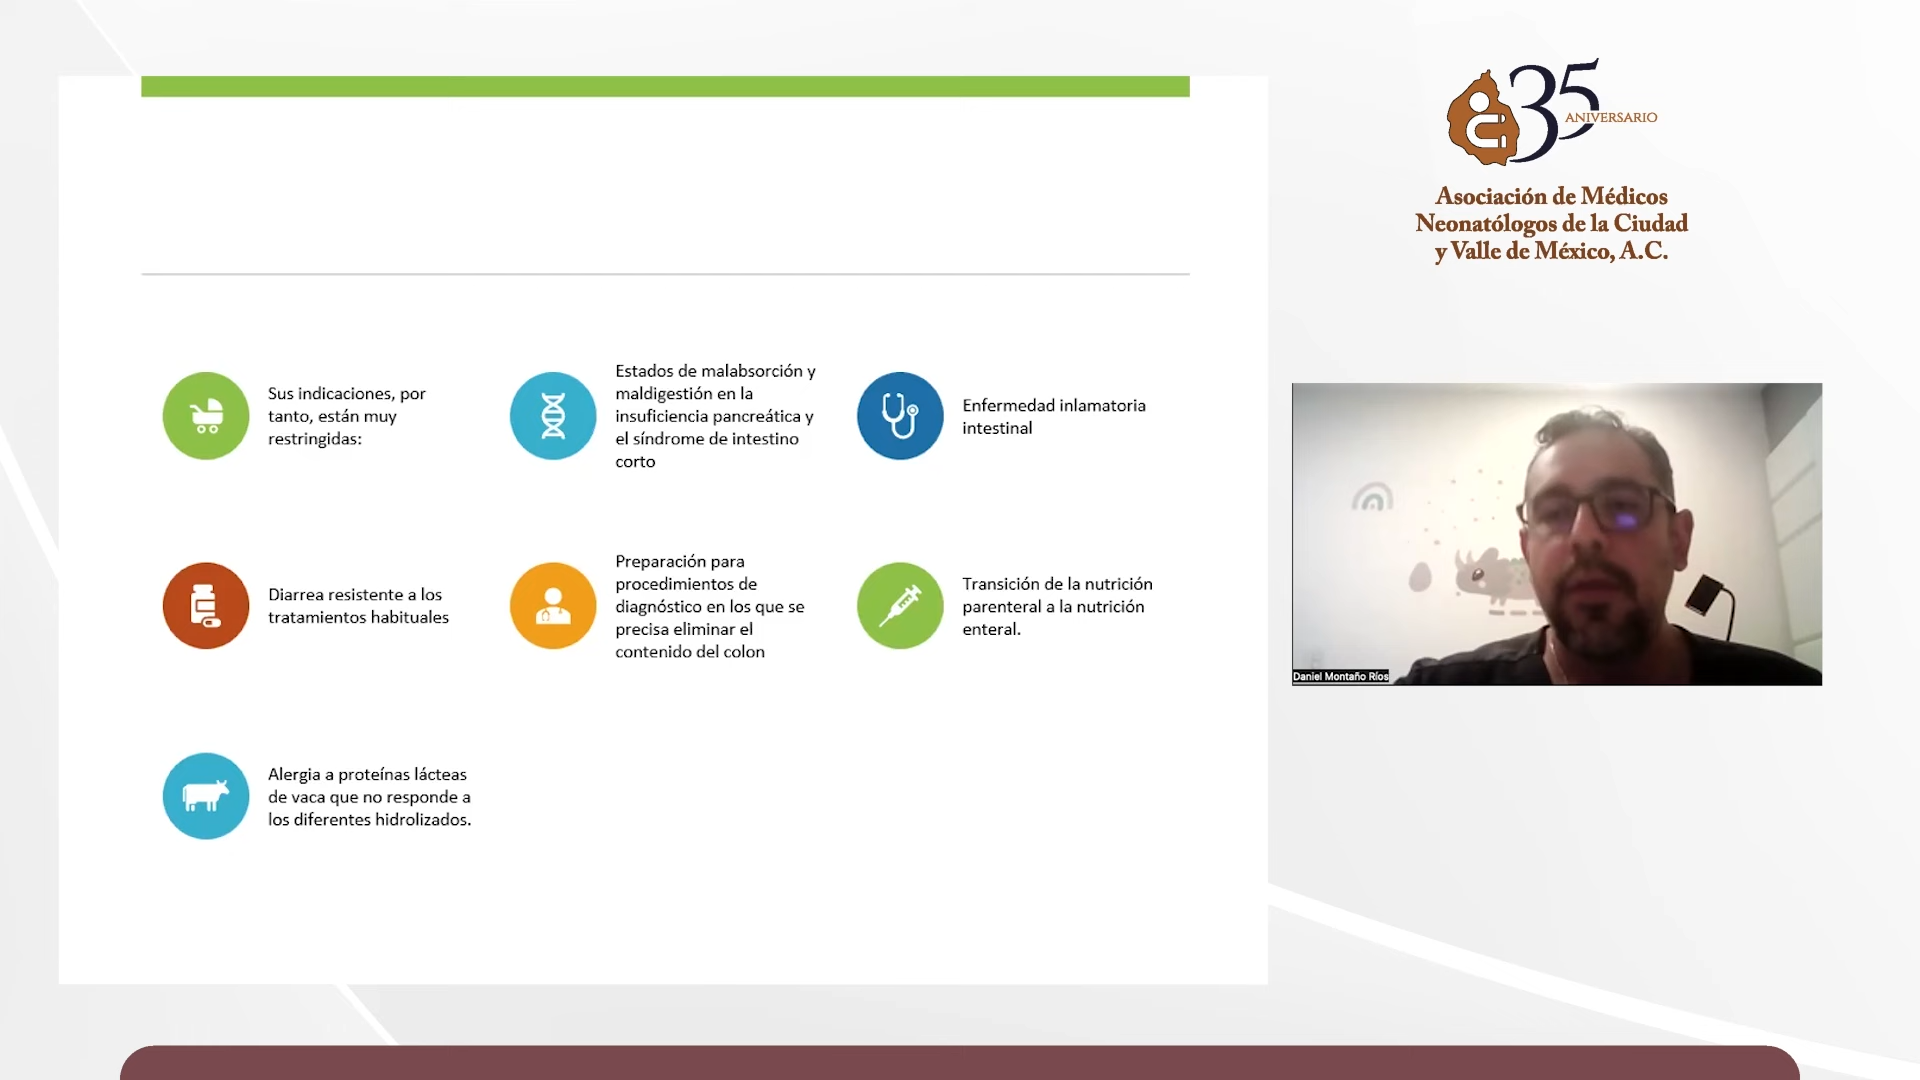 Sus indicaciones, por
tanto, están muy
restringidas:
Estados de malabsorción y
maldigestión en la
insuficiencia pancreática y
el síndrome de intestino
corto
Enfermedad inlamatoria
intestinal
Diarrea resistente a los
tratamientos habituales
Preparación para
procedimientos de
diagnóstico en los que se
precisa eliminar el
contenido del colon
Transición de la nutrición
parenteral a la nutrición
enteral.
Alergia a proteínas lácteas
de vaca que no responde a
los diferentes hidrolizados.
35
ANIVERSARIO
Asociación de Médicos
Neonatólogos de la Ciudad
y Valle de México, A.C.
Daniel Montaño Ríos